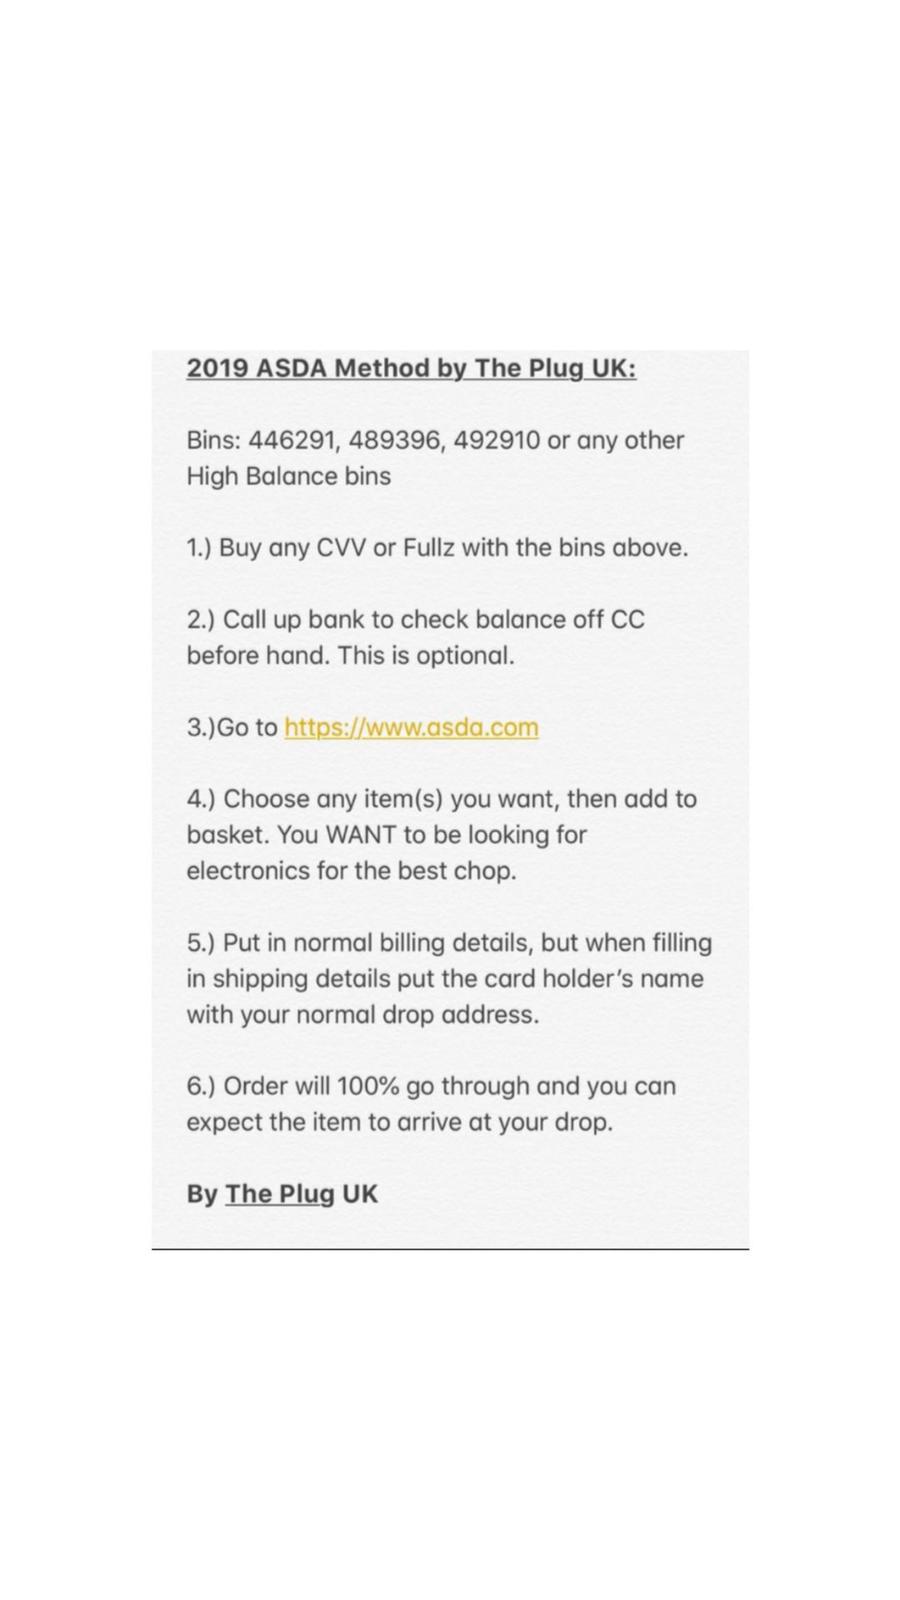 2019 ASDA Method by The Plug UK:
Bins: 446291, 489396, 492910 or any other
High Balance bins
1.) Buy any CVV or Fullz with the bins above.
2.) Call up bank to check balance off CC
before hand. This is optional.
3.)Go to https://www.asda.com
4.) Choose any item(s) you want, then add to
basket. You WANT to be looking for
electronics for the best chop.
5.) Put in normal billing details, but when filling
in shipping details put the card holder's name
with your normal drop address.
6.) Order will 100% go through and you can
expect the item to arrive at your drop.
By The Plug UK